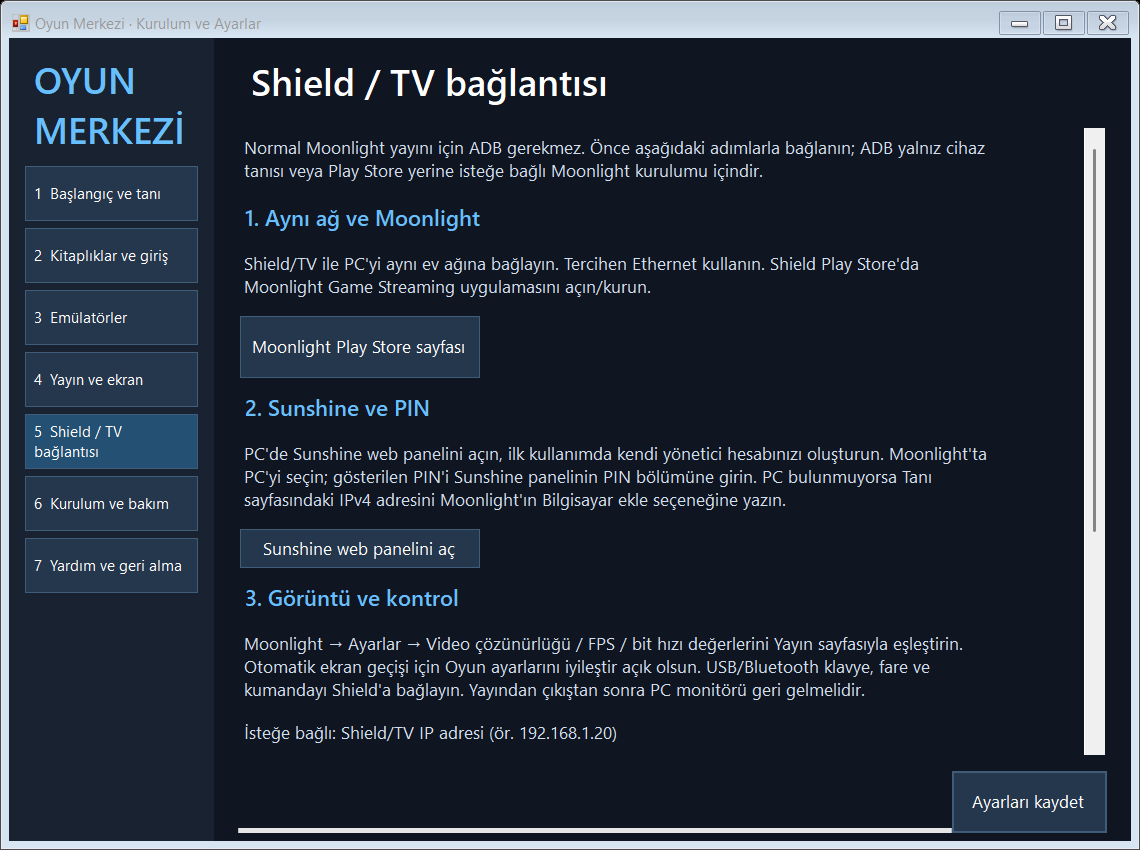 Oyun Merkezi · Kurulum ve Ayarlar
OYUN
MERKEZİ
1 Başlangıç ve tanı
2 Kitaplıklar ve giriş
3 Emülatörler
4 Yayın ve ekran
5 Shield / TV
bağlantısı
6 Kurulum ve bakım
7 Yardım ve geri alma
Shield / TV bağlantısı
Normal Moonlight yayını için ADB gerekmez. Önce aşağıdaki adımlarla bağlanın; ADB yalnız cihaz
tanısı veya Play Store yerine isteğe bağlı Moonlight kurulumu içindir.
1. Aynı ağ ve Moonlight
Shield/TV ile PC'yi aynı ev ağına bağlayın. Tercihen Ethernet kullanın. Shield Play Store'da
Moonlight Game Streaming uygulamasını açın/kurun.
Moonlight Play Store sayfası
2. Sunshine ve PIN
PC'de Sunshine web panelini açın, ilk kullanımda kendi yönetici hesabınızı oluşturun. Moonlight'ta
PC'yi seçin; gösterilen PIN'i Sunshine panelinin PIN bölümüne girin. PC bulunmuyorsa Tanı
sayfasındaki IPv4 adresini Moonlight'ın Bilgisayar ekle seçeneğine yazın.
Sunshine web panelini aç
3. Görüntü ve kontrol
Moonlight → Ayarlar → Video çözünürlüğü / FPS / bit hızı değerlerini Yayın sayfasıyla eşleştirin.
Otomatik ekran geçişi için Oyun ayarlarını iyileştir açık olsun. USB/Bluetooth klavye, fare ve
kumandayı Shield'a bağlayın. Yayından çıkıştan sonra PC monitörü geri gelmelidir.
İsteğe bağlı: Shield/TV IP adresi (ör. 192.168.1.20)
Ayarları kaydet